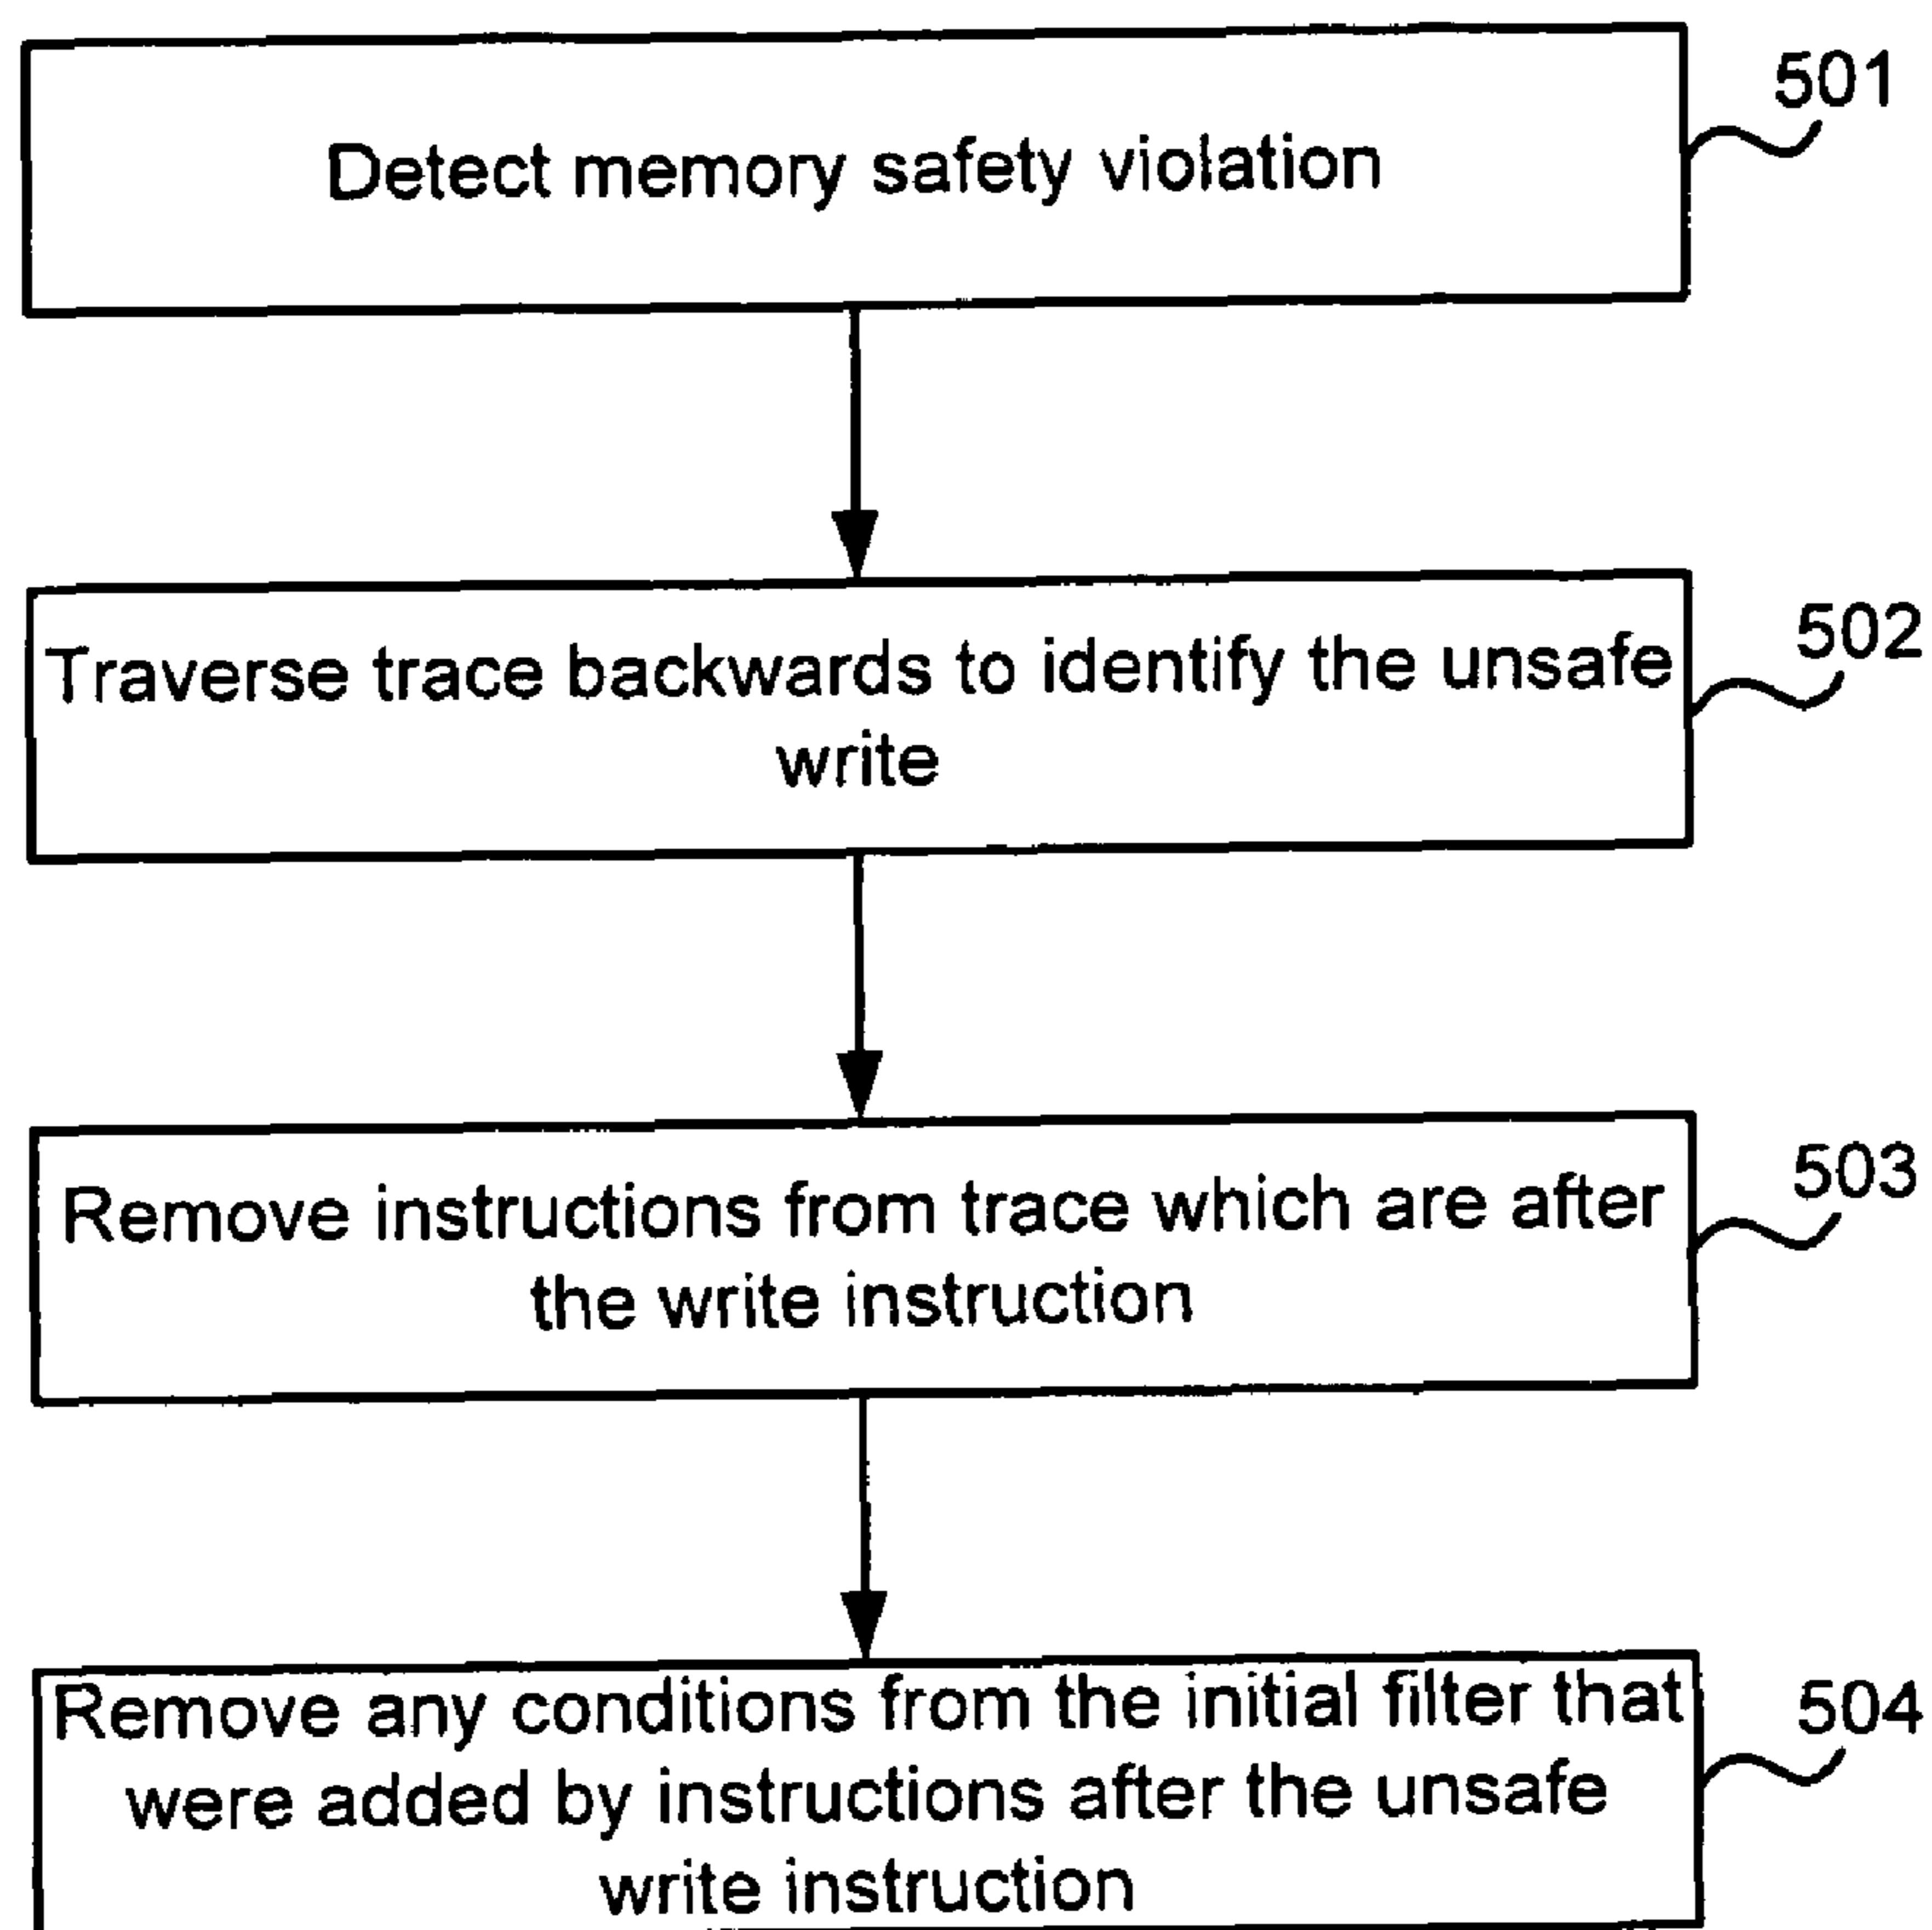 501
Detect memory safety violation
502
Traverse trace backwards to identify the unsafe
write
503
Remove instructions from trace which are after
the write instruction
504
Remove any conditions from the initial filter that
were added by instructions after the unsafe
write instruction